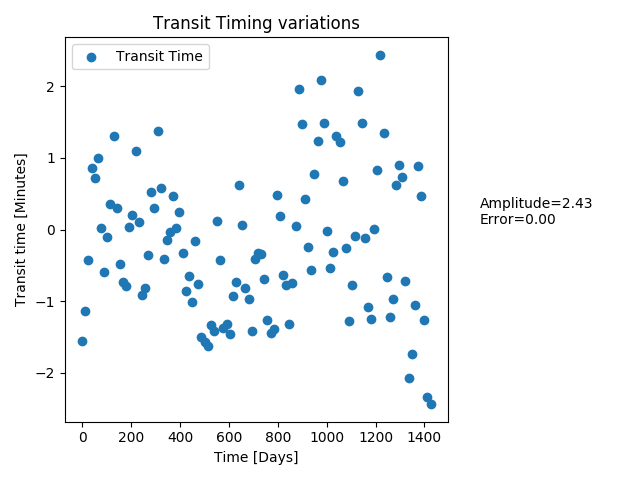 Transit Timing variations
Transit Time
Transit time [Minutes]
2
1
0
−1
−2
0 200 400 600 800 1000 1200 1400
Time [Days]
Amplitude=2.43
Error=0.00